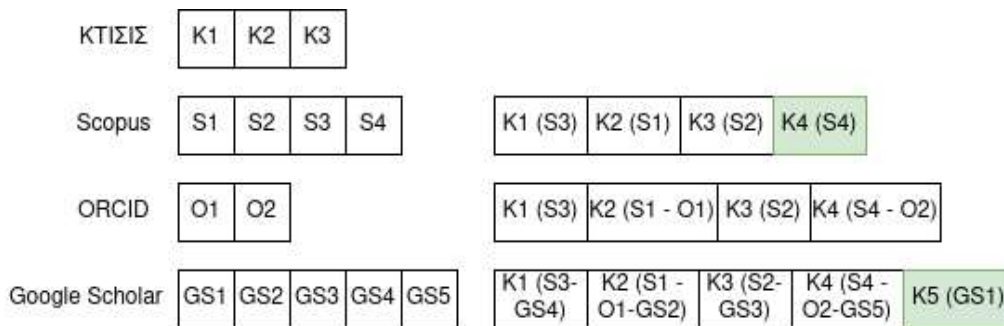 ΚΤΙΣΙΣ K1 K2 K3
Scopus S1 S2 S3 S4 K1 (S3) K2 (S1) K3 (S2) K4 (S4)
ORCID O1 O2 K1 (S3) K2 (S1 - O1) K3 (S2) K4 (S4 - O2)
Google Scholar GS1 GS2 GS3 GS4 GS5 K1 (S3- K2 (S1 - K3 (S2- K4 (S4 - K5 (GS1)
GS4) O1-GS2) GS3) O2-GS5)